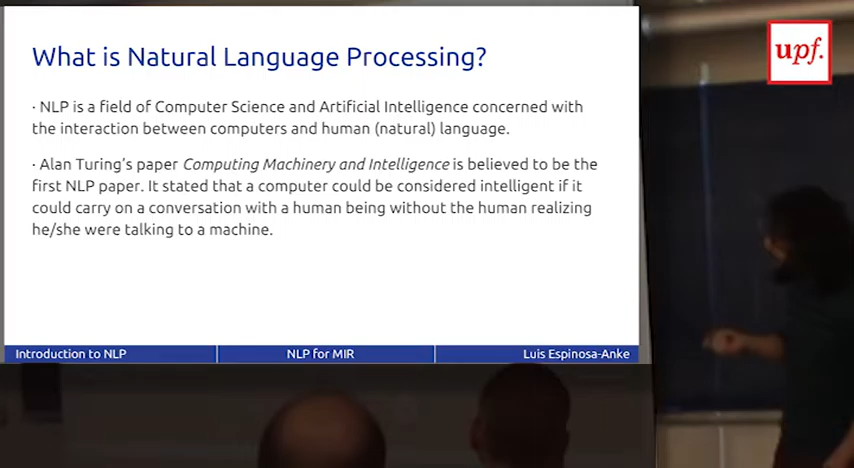 What is Natural Language Processing?
upf.
· NLP is a field of Computer Science and Artificial Intelligence concerned with
the interaction between computers and human (natural) language.
· Alan Turing's paper Computing Machinery and Intelligence is believed to be the
first NLP paper. It stated that a computer could be considered intelligent if it
could carry on a conversation with a human being without the human realizing
he/she were talking to a machine.
Introduction to NLP
NLP for MIR
Luis Espinosa-Anke